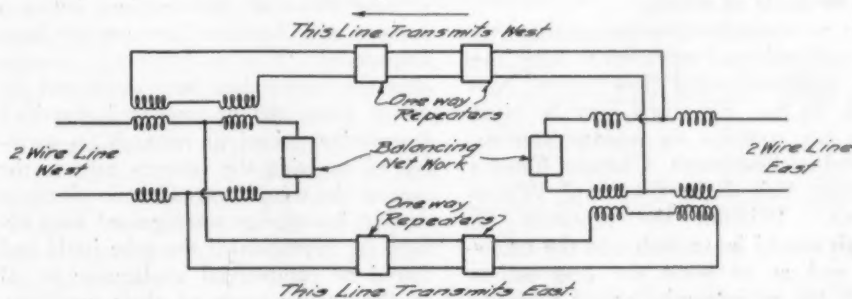 This Line Transmits West
One way
Repeaters
2 Wire Line
West
Balancing
Net Work
2 Wire Line
East
One way
Repeaters
This Line Transmits East.